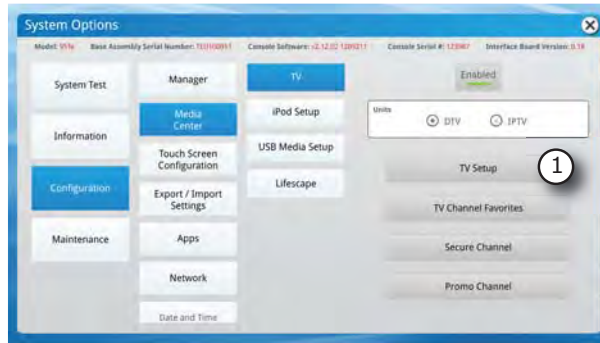 System Options
Base Assembly Serial Number:
Console Software:
Console Serial #:
Interface Board Version:
System Test
Information
Configuration
Maintenance
Manager
Media
Center
Touch Screen
Configuration
Export / Import
Settings
Apps
Network
Date and Time
TV
iPod Setup
USB Media Setup
Lifescape
Enabled
Units
DTV
IPTV
TV Setup
1
TV Channel Favorites
Secure Channel
Promo Channel